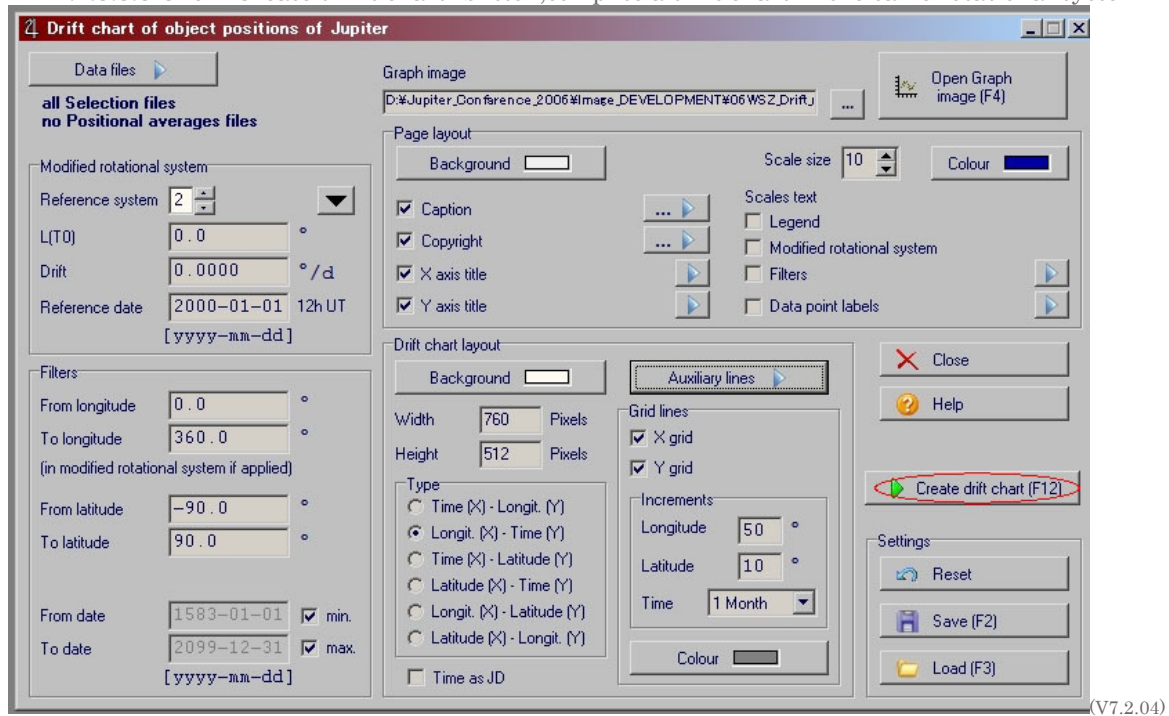 Drift chart of object positions of Jupiter
Data files
all Selection files
no Positional averages files
Graph image
D:¥Jupiter_Conference_2006¥Image_DEVELOPMENT¥06WSZ_Drift_J
...
Open Graph
image (F4)
Modified rotational system
Reference system 2
L(T0) 0.0 °
Drift 0.0000 °/d
Reference date 2000-01-01 12h UT
[yyyy-mm-dd]
Page layout
Background
Scale size 10
Colour
Caption ...
Copyright ...
X axis title
Y axis title
Scales text
Legend
Modified rotational system
Filters
Data point labels
Filters
From longitude 0.0 °
To longitude 360.0 °
(in modified rotational system if applied)
From latitude -90.0 °
To latitude 90.0 °
From date 1583-01-01 min.
To date 2099-12-31 max.
[yyyy-mm-dd]
Drift chart layout
Background
Width 760 Pixels
Height 512 Pixels
Type
Time (X) - Longit. (Y)
Longit. (X) - Time (Y)
Time (X) - Latitude (Y)
Latitude (X) - Time (Y)
Longit. (X) - Latitude (Y)
Latitude (X) - Longit. (Y)
Time as JD
Auxiliary lines
Grid lines
X grid
Y grid
Increments
Longitude 50 °
Latitude 10 °
Time 1 Month
Colour
Close
Help
Create drift chart (F12)
Settings
Reset
Save (F2)
Load (F3)
(V7.2.04)